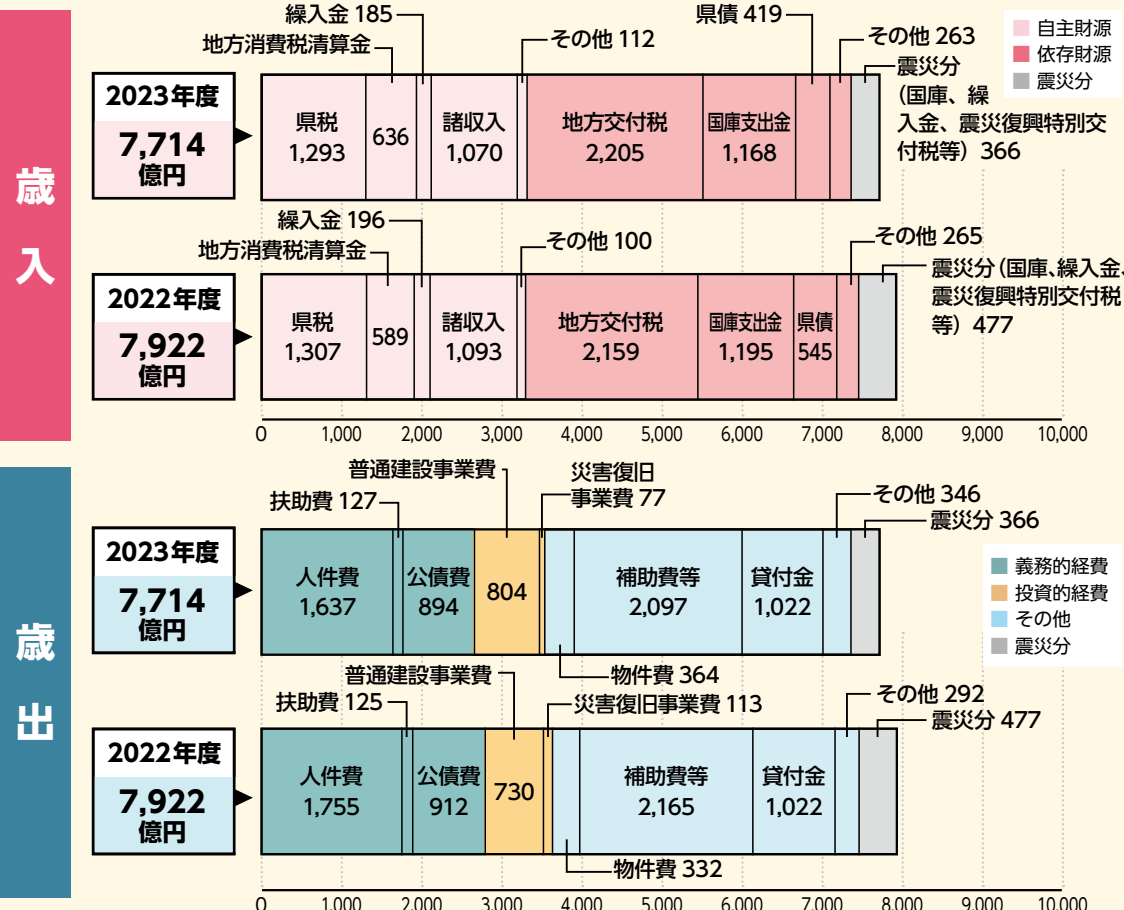 歳入
繰入金 185
県債 419
地方消費税清算金
その他 112
その他 263
震災分
(国庫、繰
入金、震災復興特別交
付税等) 366
自主財源
依存財源
震災分
2023年度
7,714
億円
県税
1,293
636
諸収入
1,070
地方交付税
2,205
国庫支出金
1,168
繰入金 196
地方消費税清算金
その他 100
その他 265
震災分(国庫、繰入金、
震災復興特別交付税
等) 477
2022年度
7,922
億円
県税
1,307
589
諸収入
1,093
地方交付税
2,159
国庫支出金
1,195
県債
545
0 1,000 2,000 3,000 4,000 5,000 6,000 7,000 8,000 9,000 10,000
歳出
普通建設事業費
災害復旧
事業費 77
扶助費 127
その他 346
震災分 366
義務的経費
投資的経費
その他
震災分
2023年度
7,714
億円
人件費
1,637
公債費
894
804
補助費等
2,097
貸付金
1,022
物件費 364
普通建設事業費
扶助費 125
災害復旧事業費 113
その他 292
震災分 477
2022年度
7,922
億円
人件費
1,755
公債費
912
730
補助費等
2,165
貸付金
1,022
物件費 332
0 1,000 2,000 3,000 4,000 5,000 6,000 7,000 8,000 9,000 10,000